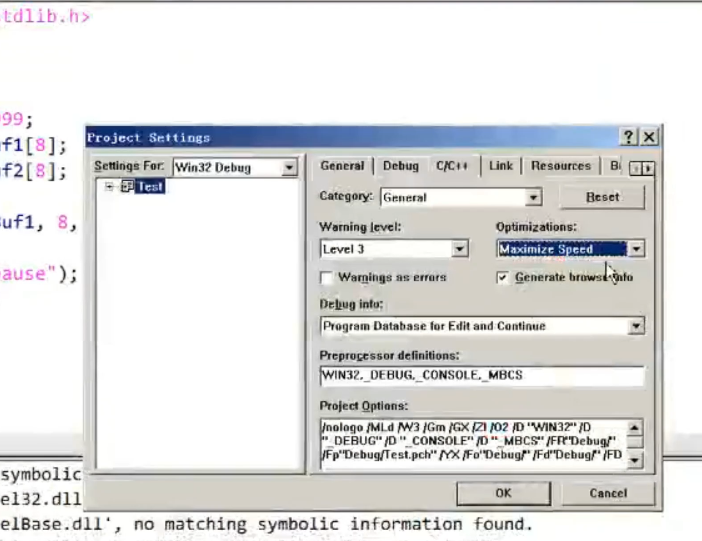 tdlib.h>
99;
uf1[8];
uf2[8];
Buf1, 8,
ause");
Project Settings
Settings For: Win32 Debug
Test
General Debug C/C++ Link Resources
Category: General Reset
Warning level: Optimizations:
Level 3 Maximize Speed
Warnings as errors Generate browse info
Debug info:
Program Database for Edit and Continue
Preprocessor definitions:
WIN32,_DEBUG,_CONSOLE,_MBCS
Project Options:
/nologo /MLd /W3 /Gm /GX /ZI /O2 /D "WIN32" /D
"_DEBUG" /D "_CONSOLE" /D "_MBCS" /FR"Debug/"
/Fp"Debug/Test.pch" /YX /Fo"Debug/" /Fd"Debug/" /FD
OK Cancel
symbolic
el32.dll
elBase.dll', no matching symbolic information found.